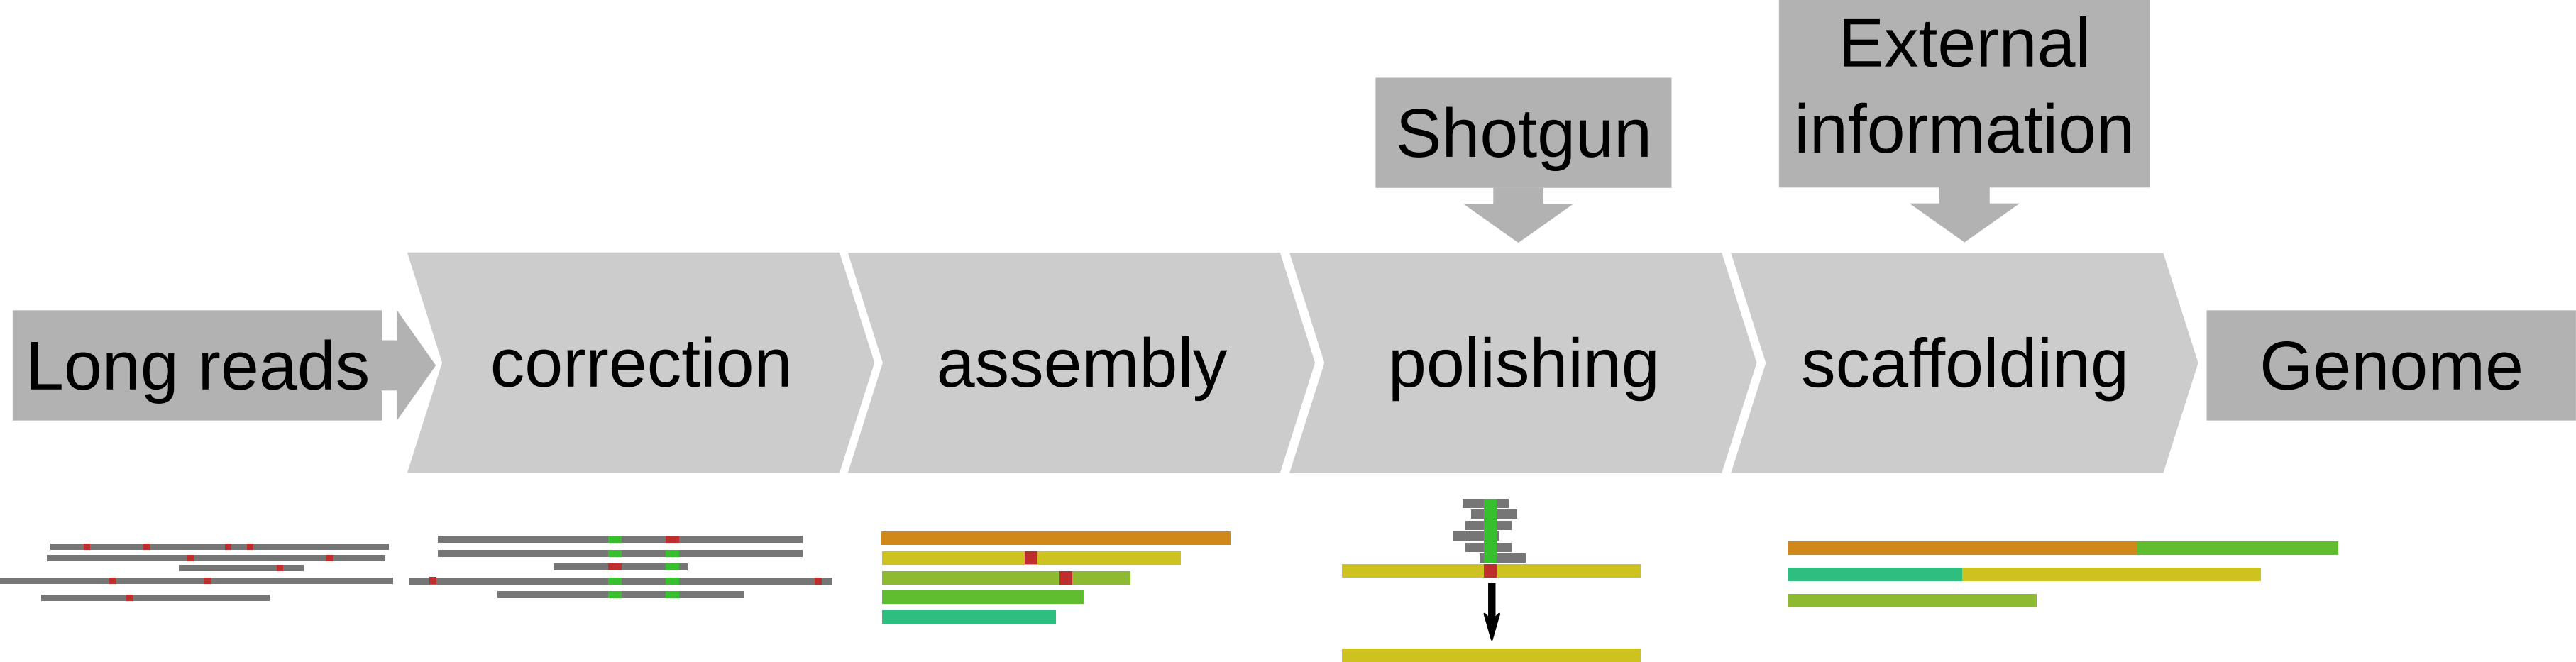 External
information
Shotgun
Long reads
correction
assembly
polishing
scaffolding
Genome